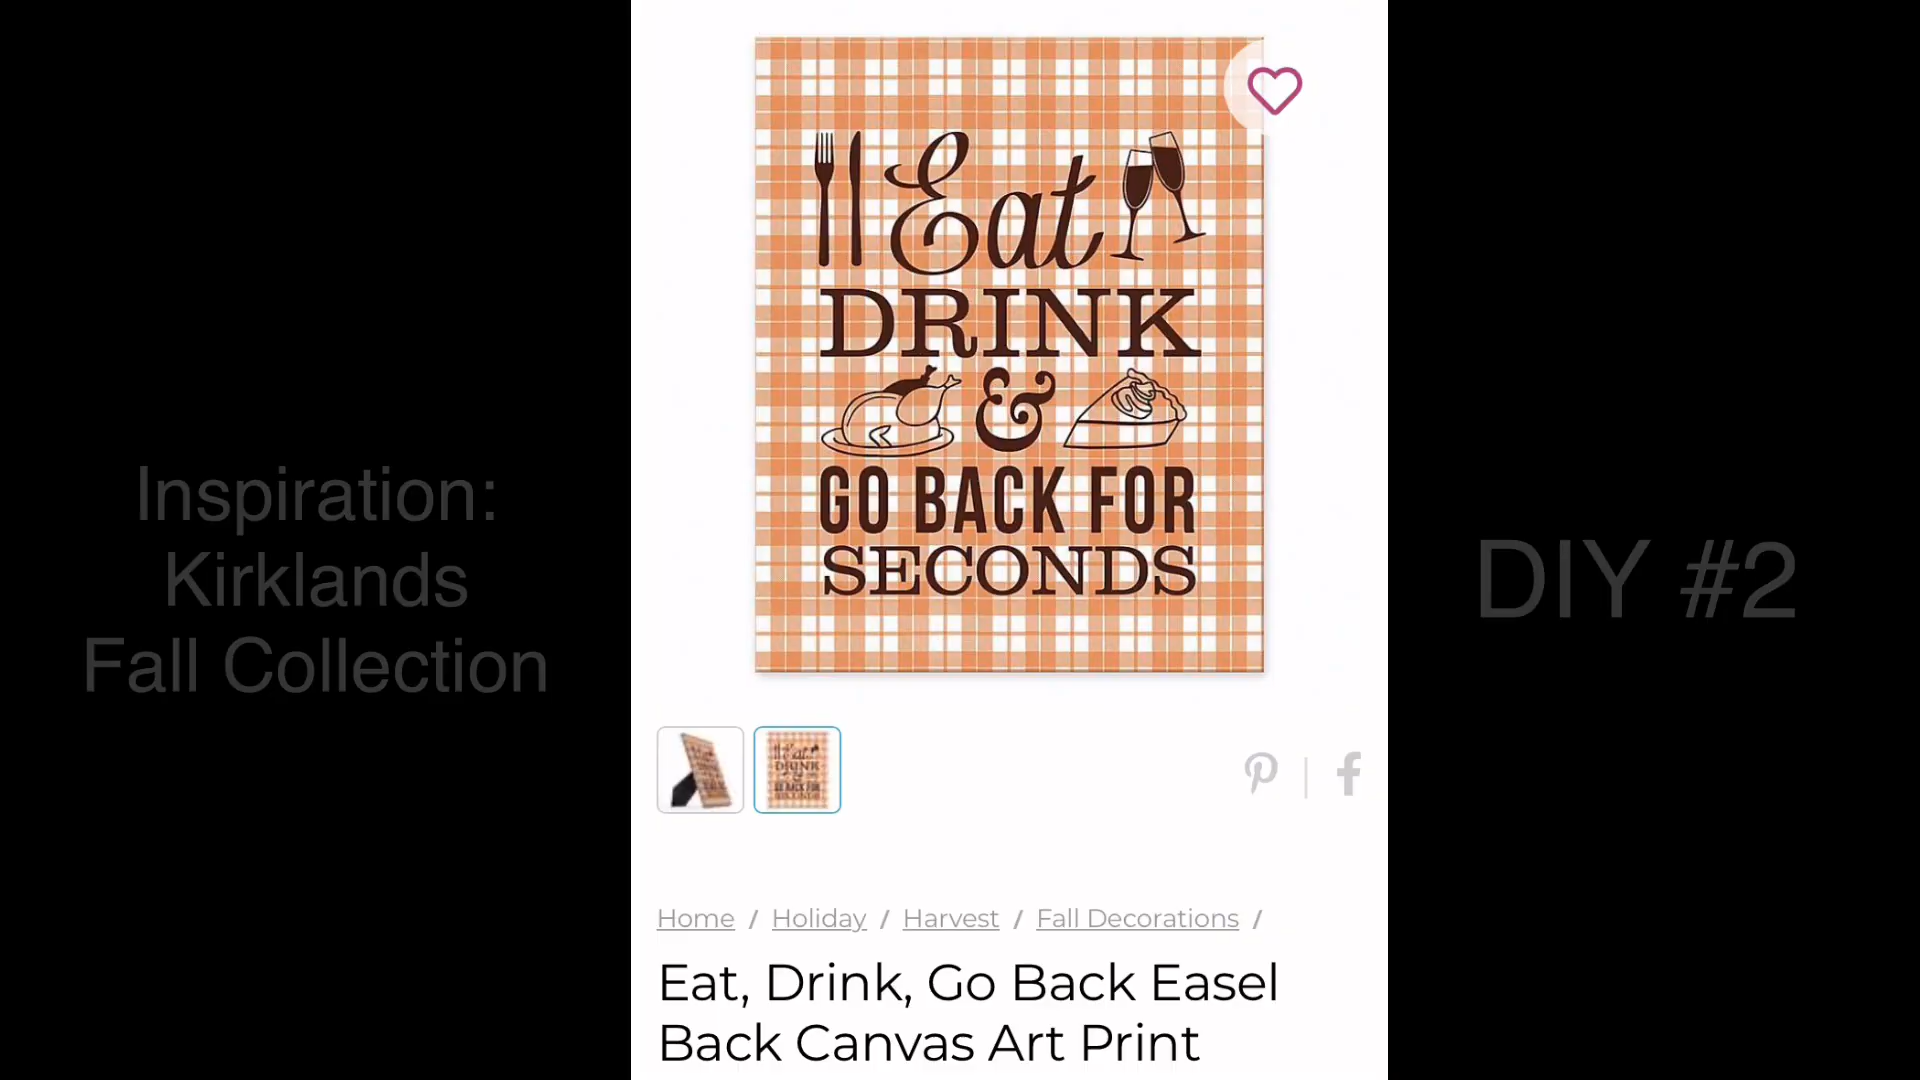 Inspiration:
Kirklands
Fall Collection
Eat
DRINK
&
GO BACK FOR
SECONDS
DIY #2
Home / Holiday / Harvest / Fall Decorations /
Eat, Drink, Go Back Easel
Back Canvas Art Print